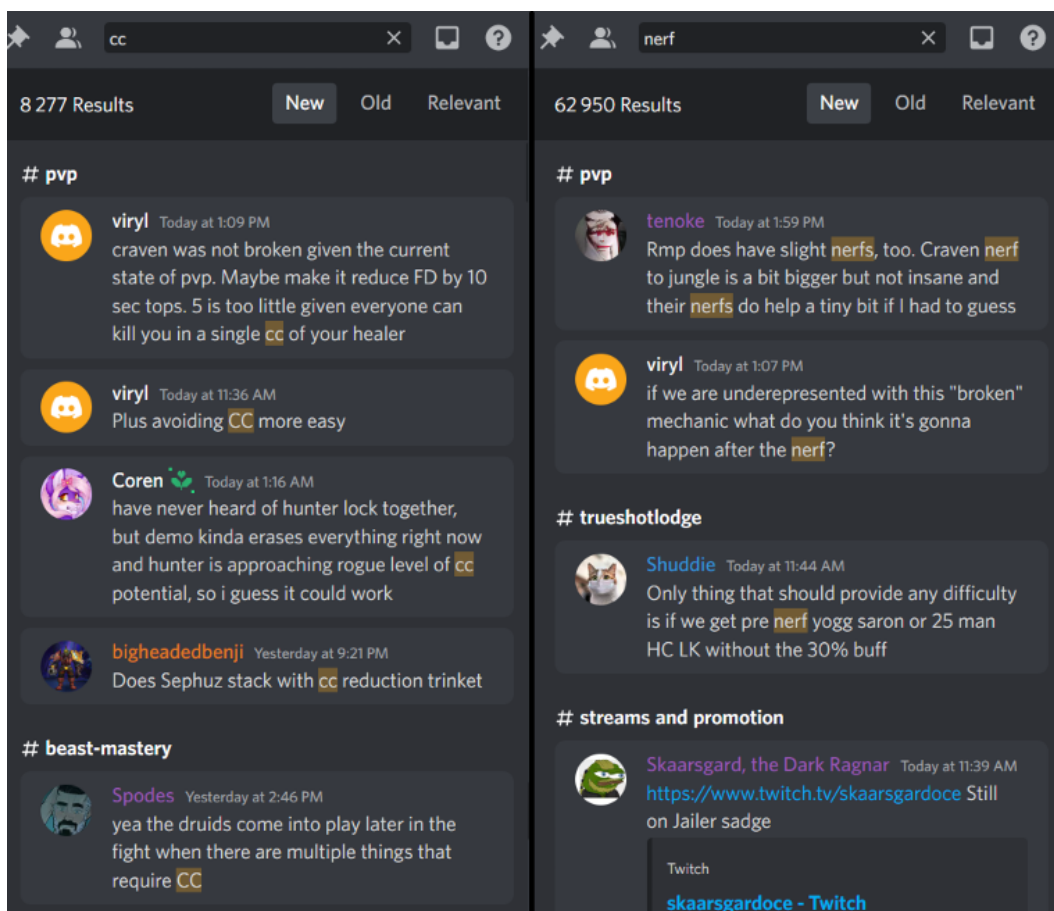 cc
8 277 Results
New Old Relevant
# pvp
viryl Today at 1:09 PM
craven was not broken given the current
state of pvp. Maybe make it reduce FD by 10
sec tops. 5 is too little given everyone can
kill you in a single cc of your healer
viryl Today at 11:36 AM
Plus avoiding CC more easy
Coren Today at 1:16 AM
have never heard of hunter lock together,
but demo kinda erases everything right now
and hunter is approaching rogue level of cc
potential, so i guess it could work
bigheadedbenji Yesterday at 9:21 PM
Does Sephuz stack with cc reduction trinket
# beast-mastery
Spodes Yesterday at 2:46 PM
yea the druids come into play later in the
fight when there are multiple things that
require CC
nerf
62 950 Results
New Old Relevant
# pvp
tenoke Today at 1:59 PM
Rmp does have slight nerfs, too. Craven nerf
to jungle is a bit bigger but not insane and
their nerfs do help a tiny bit if I had to guess
viryl Today at 1:07 PM
if we are underepresented with this "broken"
mechanic what do you think it's gonna
happen after the nerf?
# trueshotlodge
Shuddie Today at 11:44 AM
Only thing that should provide any difficulty
is if we get pre nerf yogg saron or 25 man
HC LK without the 30% buff
# streams and promotion
Skaarsgard, the Dark Ragnar Today at 11:39 AM
https://www.twitch.tv/skaarsgardoce Still
on Jailer sadge
Twitch
skaarsgardoce - Twitch